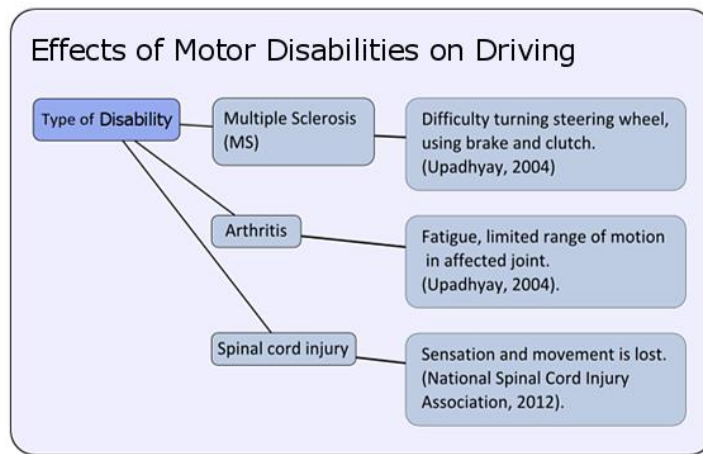 Effects of Motor Disabilities on Driving
Type of Disability
Multiple Sclerosis
(MS)
Difficulty turning steering wheel,
using brake and clutch.
(Upadhyay, 2004)
Arthritis
Fatigue, limited range of motion
in affected joint.
(Upadhyay, 2004).
Spinal cord injury
Sensation and movement is lost.
(National Spinal Cord Injury
Association, 2012).